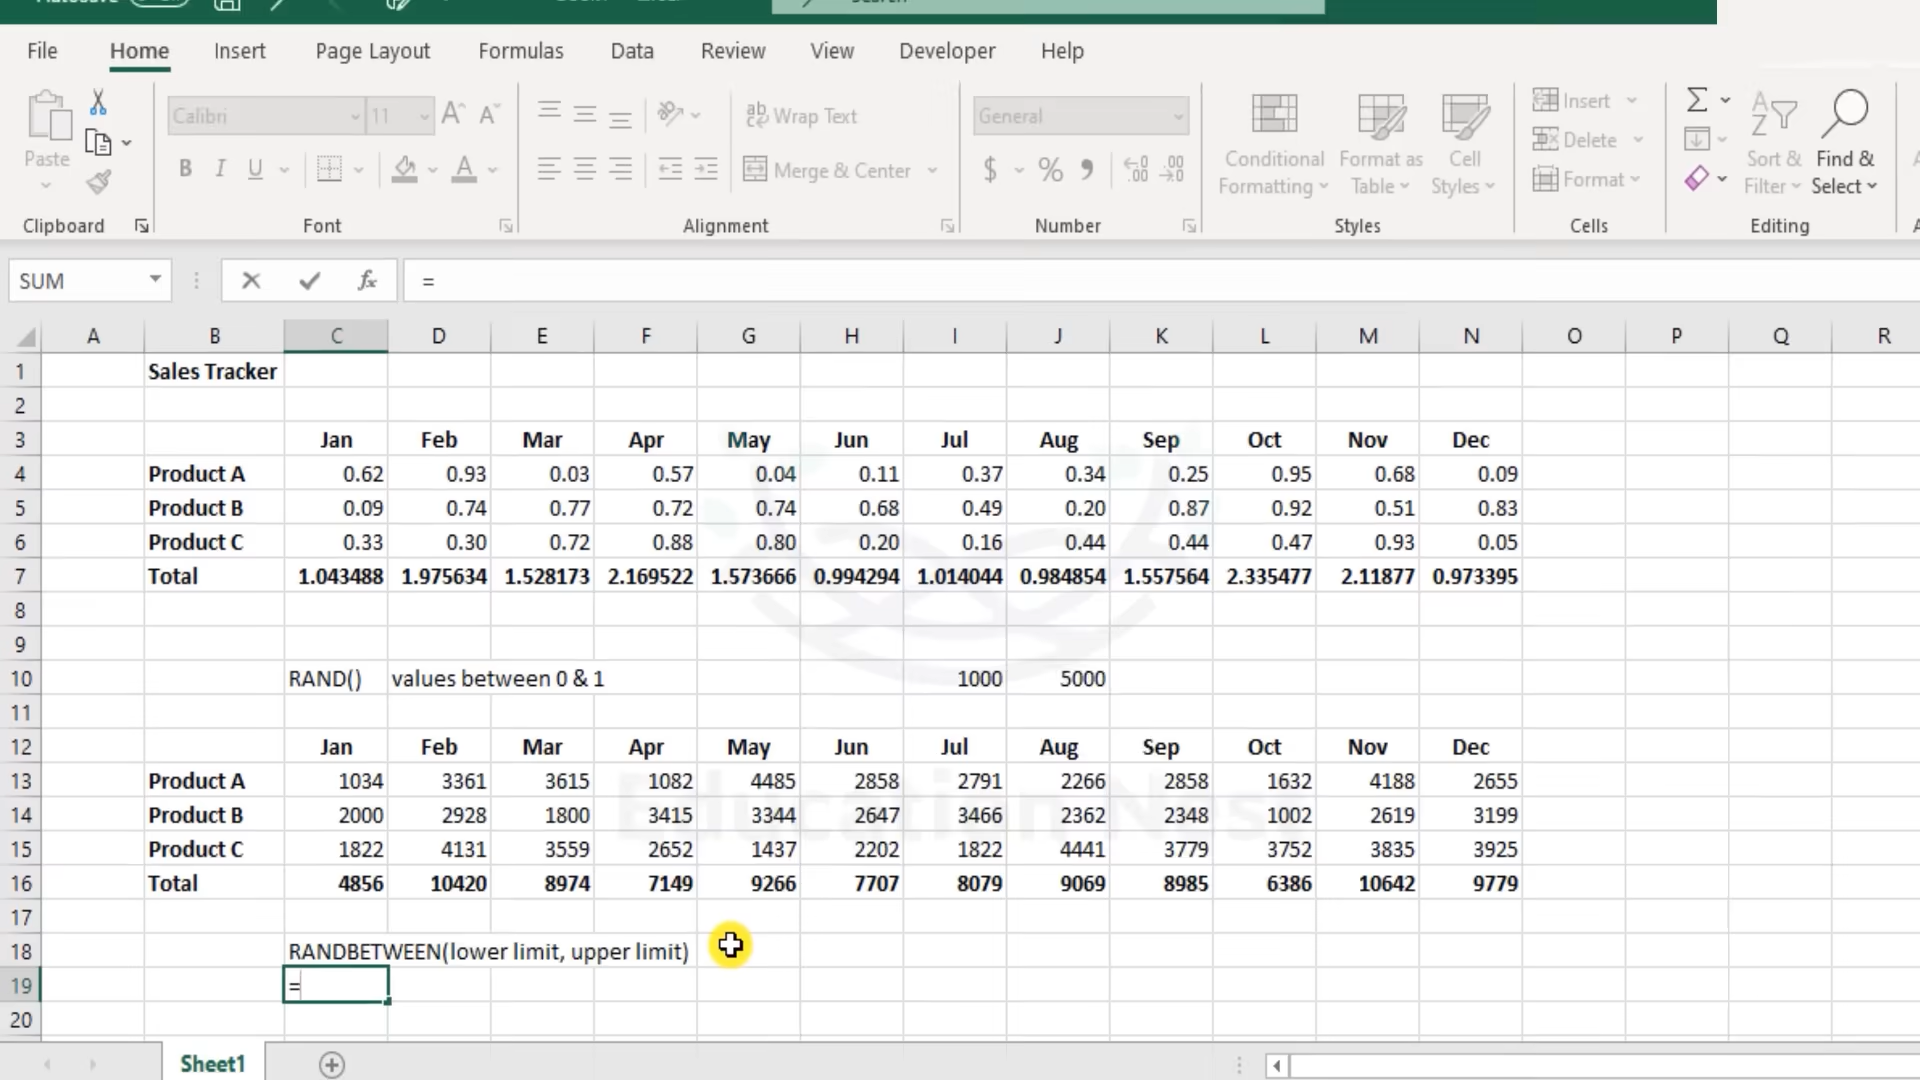 File Home Insert Page Layout Formulas Data Review View Developer Help
Paste
Calibri 11
Wrap Text
Merge & Center
General
Conditional Formatting
Format as Table
Cell Styles
Insert
Delete
Format
Sort & Filter
Find & Select
Clipboard Font Alignment Number Styles Cells Editing
SUM fx =
A B C D E F G H I J K L M N O P Q R
1 Sales Tracker
2
3 Jan Feb Mar Apr May Jun Jul Aug Sep Oct Nov Dec
4 Product A 0.62 0.93 0.03 0.57 0.04 0.11 0.37 0.34 0.25 0.95 0.68 0.09
5 Product B 0.09 0.74 0.77 0.72 0.74 0.68 0.49 0.20 0.87 0.92 0.51 0.83
6 Product C 0.33 0.30 0.72 0.88 0.80 0.20 0.16 0.44 0.44 0.47 0.93 0.05
7 Total 1.043488 1.975634 1.528173 2.169522 1.573666 0.994294 1.014044 0.984854 1.557564 2.335477 2.11877 0.973395
8
9
10 RAND() values between 0 & 1 1000 5000
11
12 Jan Feb Mar Apr May Jun Jul Aug Sep Oct Nov Dec
13 Product A 1034 3361 3615 1082 4485 2858 2791 2266 2858 1632 4188 2655
14 Product B 2000 2928 1800 3415 3344 2647 3466 2362 2348 1002 2619 3199
Education Nest
15 Product C 1822 4131 3559 2652 1437 2202 1822 4441 3779 3752 3835 3925
16 Total 4856 10420 8974 7149 9266 7707 8079 9069 8985 6386 10642 9779
17
18 RANDBETWEEN(lower limit, upper limit)
19 =
20
Sheet1